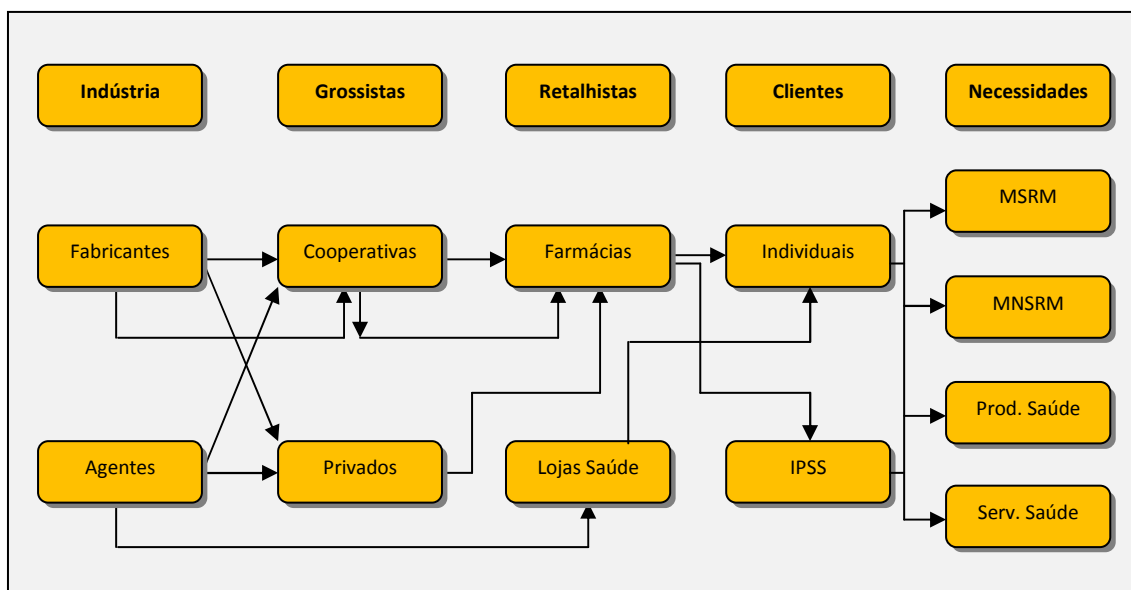 Indústria
Grossistas
Retalhistas
Clientes
Necessidades
MSRM
Fabricantes
Cooperativas
Farmácias
Individuais
MNSRM
Prod. Saúde
Agentes
Privados
Lojas Saúde
IPSS
Serv. Saúde